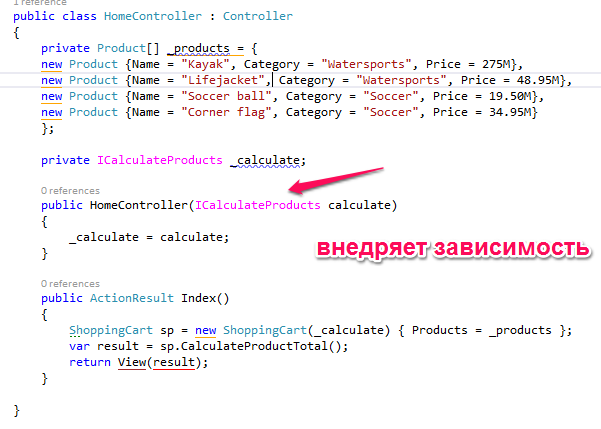 1 reference
public class HomeController : Controller
{
private Product[] _products = {
new Product {Name = "Kayak", Category = "Watersports", Price = 275M},
new Product {Name = "Lifejacket", Category = "Watersports", Price = 48.95M},
new Product {Name = "Soccer ball", Category = "Soccer", Price = 19.50M},
new Product {Name = "Corner flag", Category = "Soccer", Price = 34.95M}
};
private ICalculateProducts _calculate;
0 references
public HomeController(ICalculateProducts calculate)
{
_calculate = calculate;
}
внедряет зависимость
0 references
public ActionResult Index()
{
ShoppingCart sp = new ShoppingCart(_calculate) { Products = _products };
var result = sp.CalculateProductTotal();
return View(result);
}
}